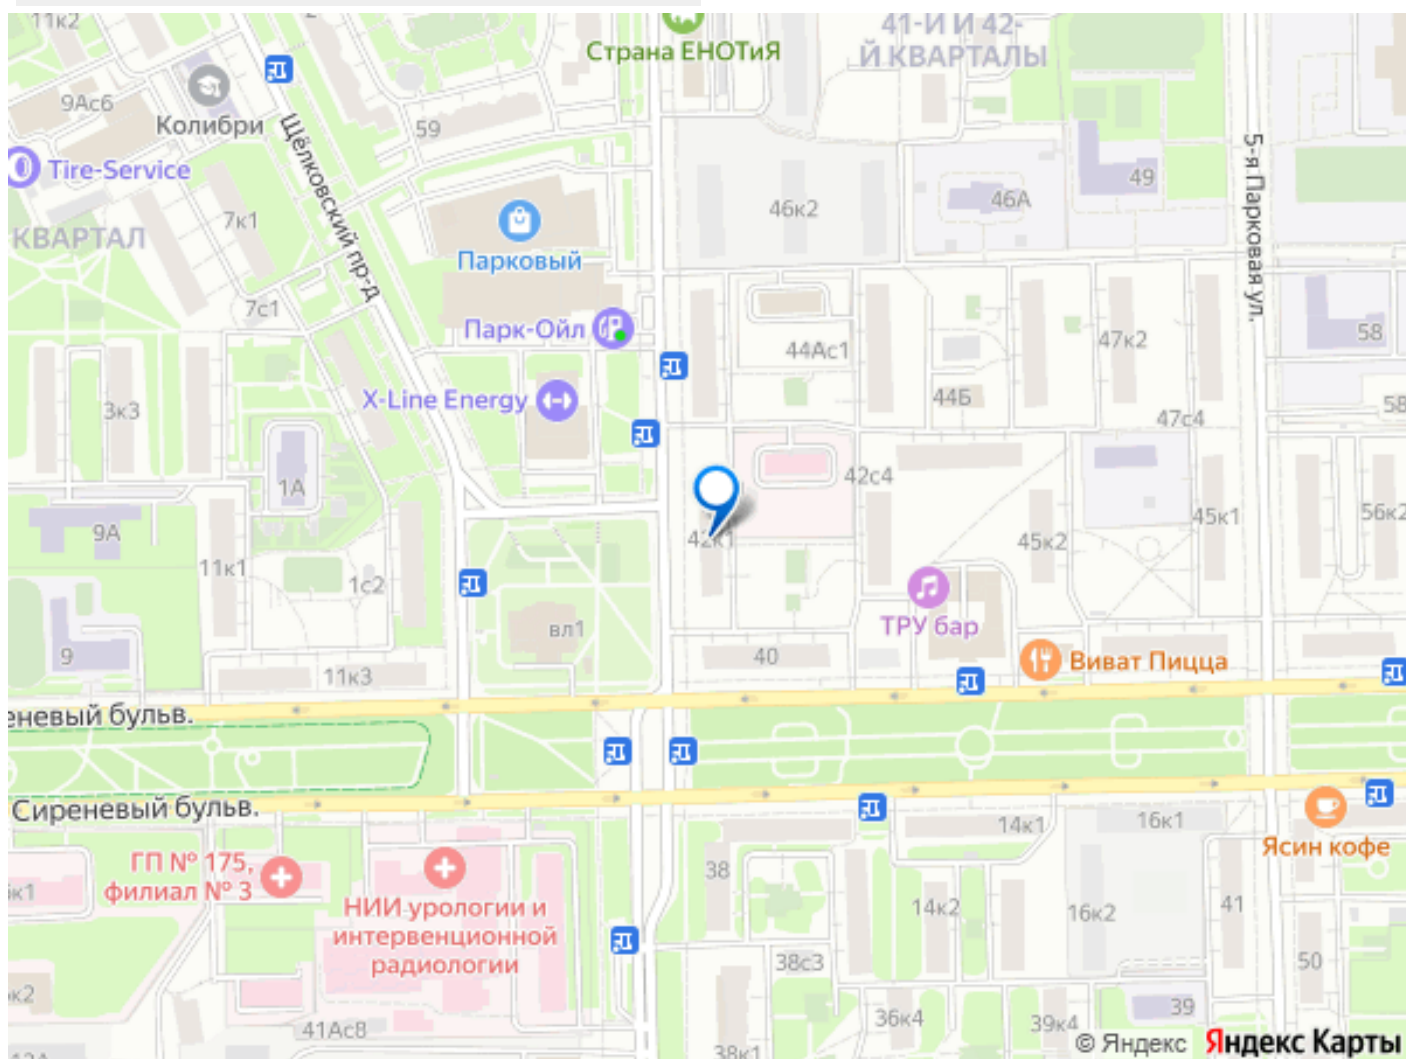 11к2
41-Й И 42-
Й КВАРТАЛЫ
Страна ЕНОТиЯ
9Ас6
Колибри
59
Tire-Service
Щёлковский пр-д
5-я Парковая ул.
49
46А
46к2
7к1
КВАРТАЛ
Парковый
7с1
Парк-Ойл
44Ас1
47к2
58
X-Line Energy
44Б
3к3
47с4
58
42с4
1А
9А
42к1
45к2
45к1
56к2
11к1
1с2
вл1
ТРУ бар
9
40
Виват Пицца
11к3
еневый бульв.
Сиреневый бульв.
14к1
16к1
Ясин кофе
ГП № 175,
филиал № 3
38
к1
НИИ урологии и
интервенционной
радиологии
14к2
16к2
41
38с3
50
к2
41Ас8
36к4
39к4
39
38к1
© Яндекс
Яндекс Карты